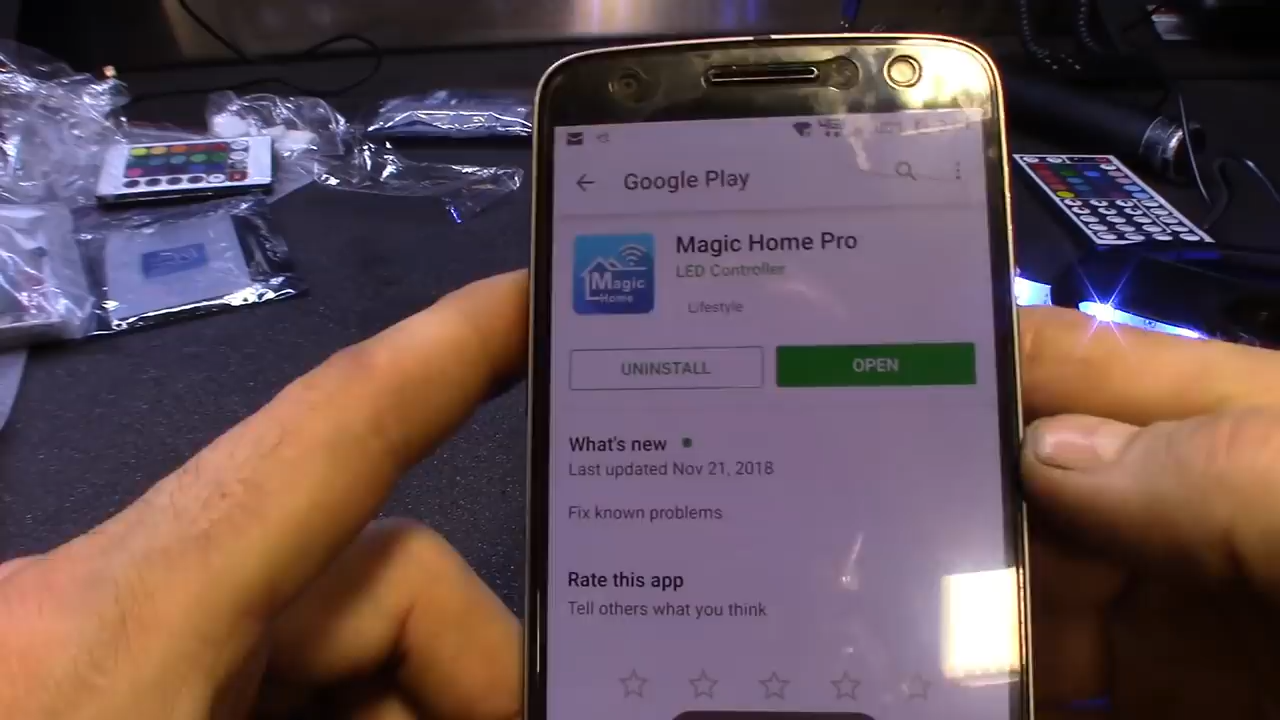 Google Play
Magic Home Pro
LED Controller
Magic
Home
Lifestyle
UNINSTALL
OPEN
What's new
Last updated Nov 21, 2018
Fix known problems
Rate this app
Tell others what you think